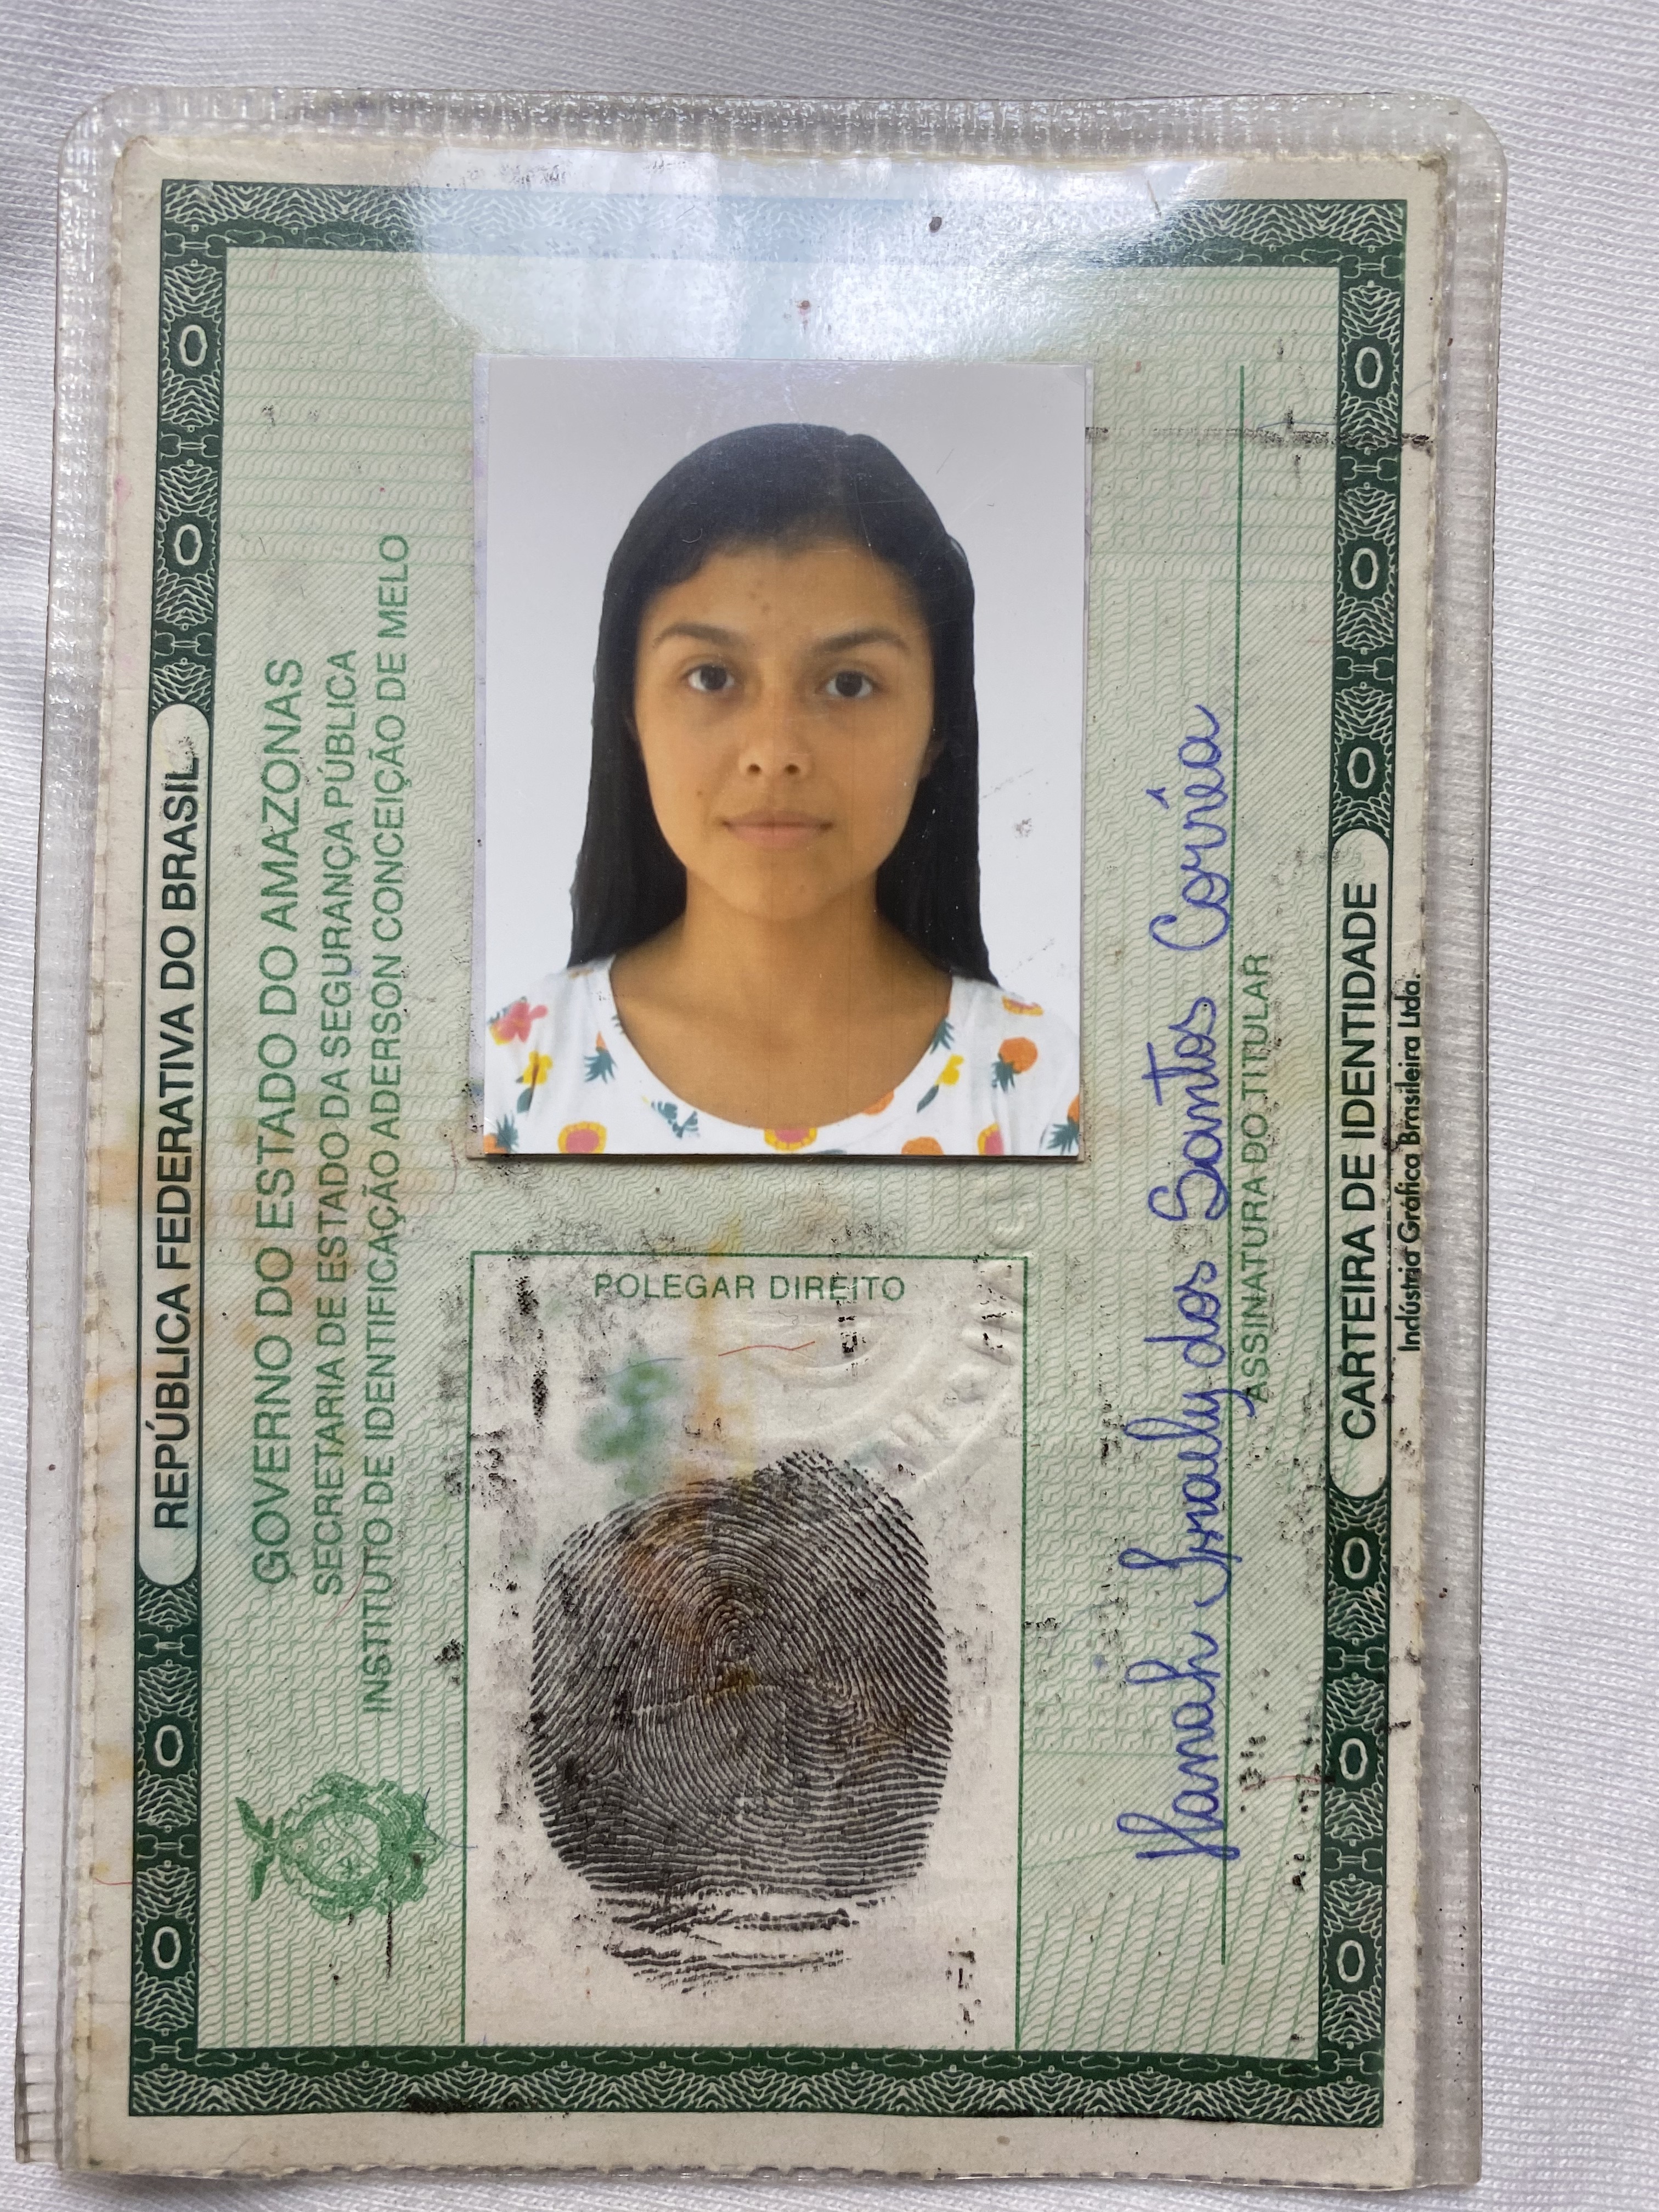 REPÚBLICA FEDERATIVA DO BRASIL
GOVERNO DO ESTADO DO AMAZONAS
SECRETARIA DE ESTADO DA SEGURANÇA PÚBLICA
INSTITUTO DE IDENTIFICAÇÃO ADERSON CONCEIÇÃO DE MELO
POLEGAR DIREITO
Hanah Isnaely dos Santos Corrêa
ASSINATURA DO TITULAR
CARTEIRA DE IDENTIDADE
Indústria Gráfica Brasileira Ltda.